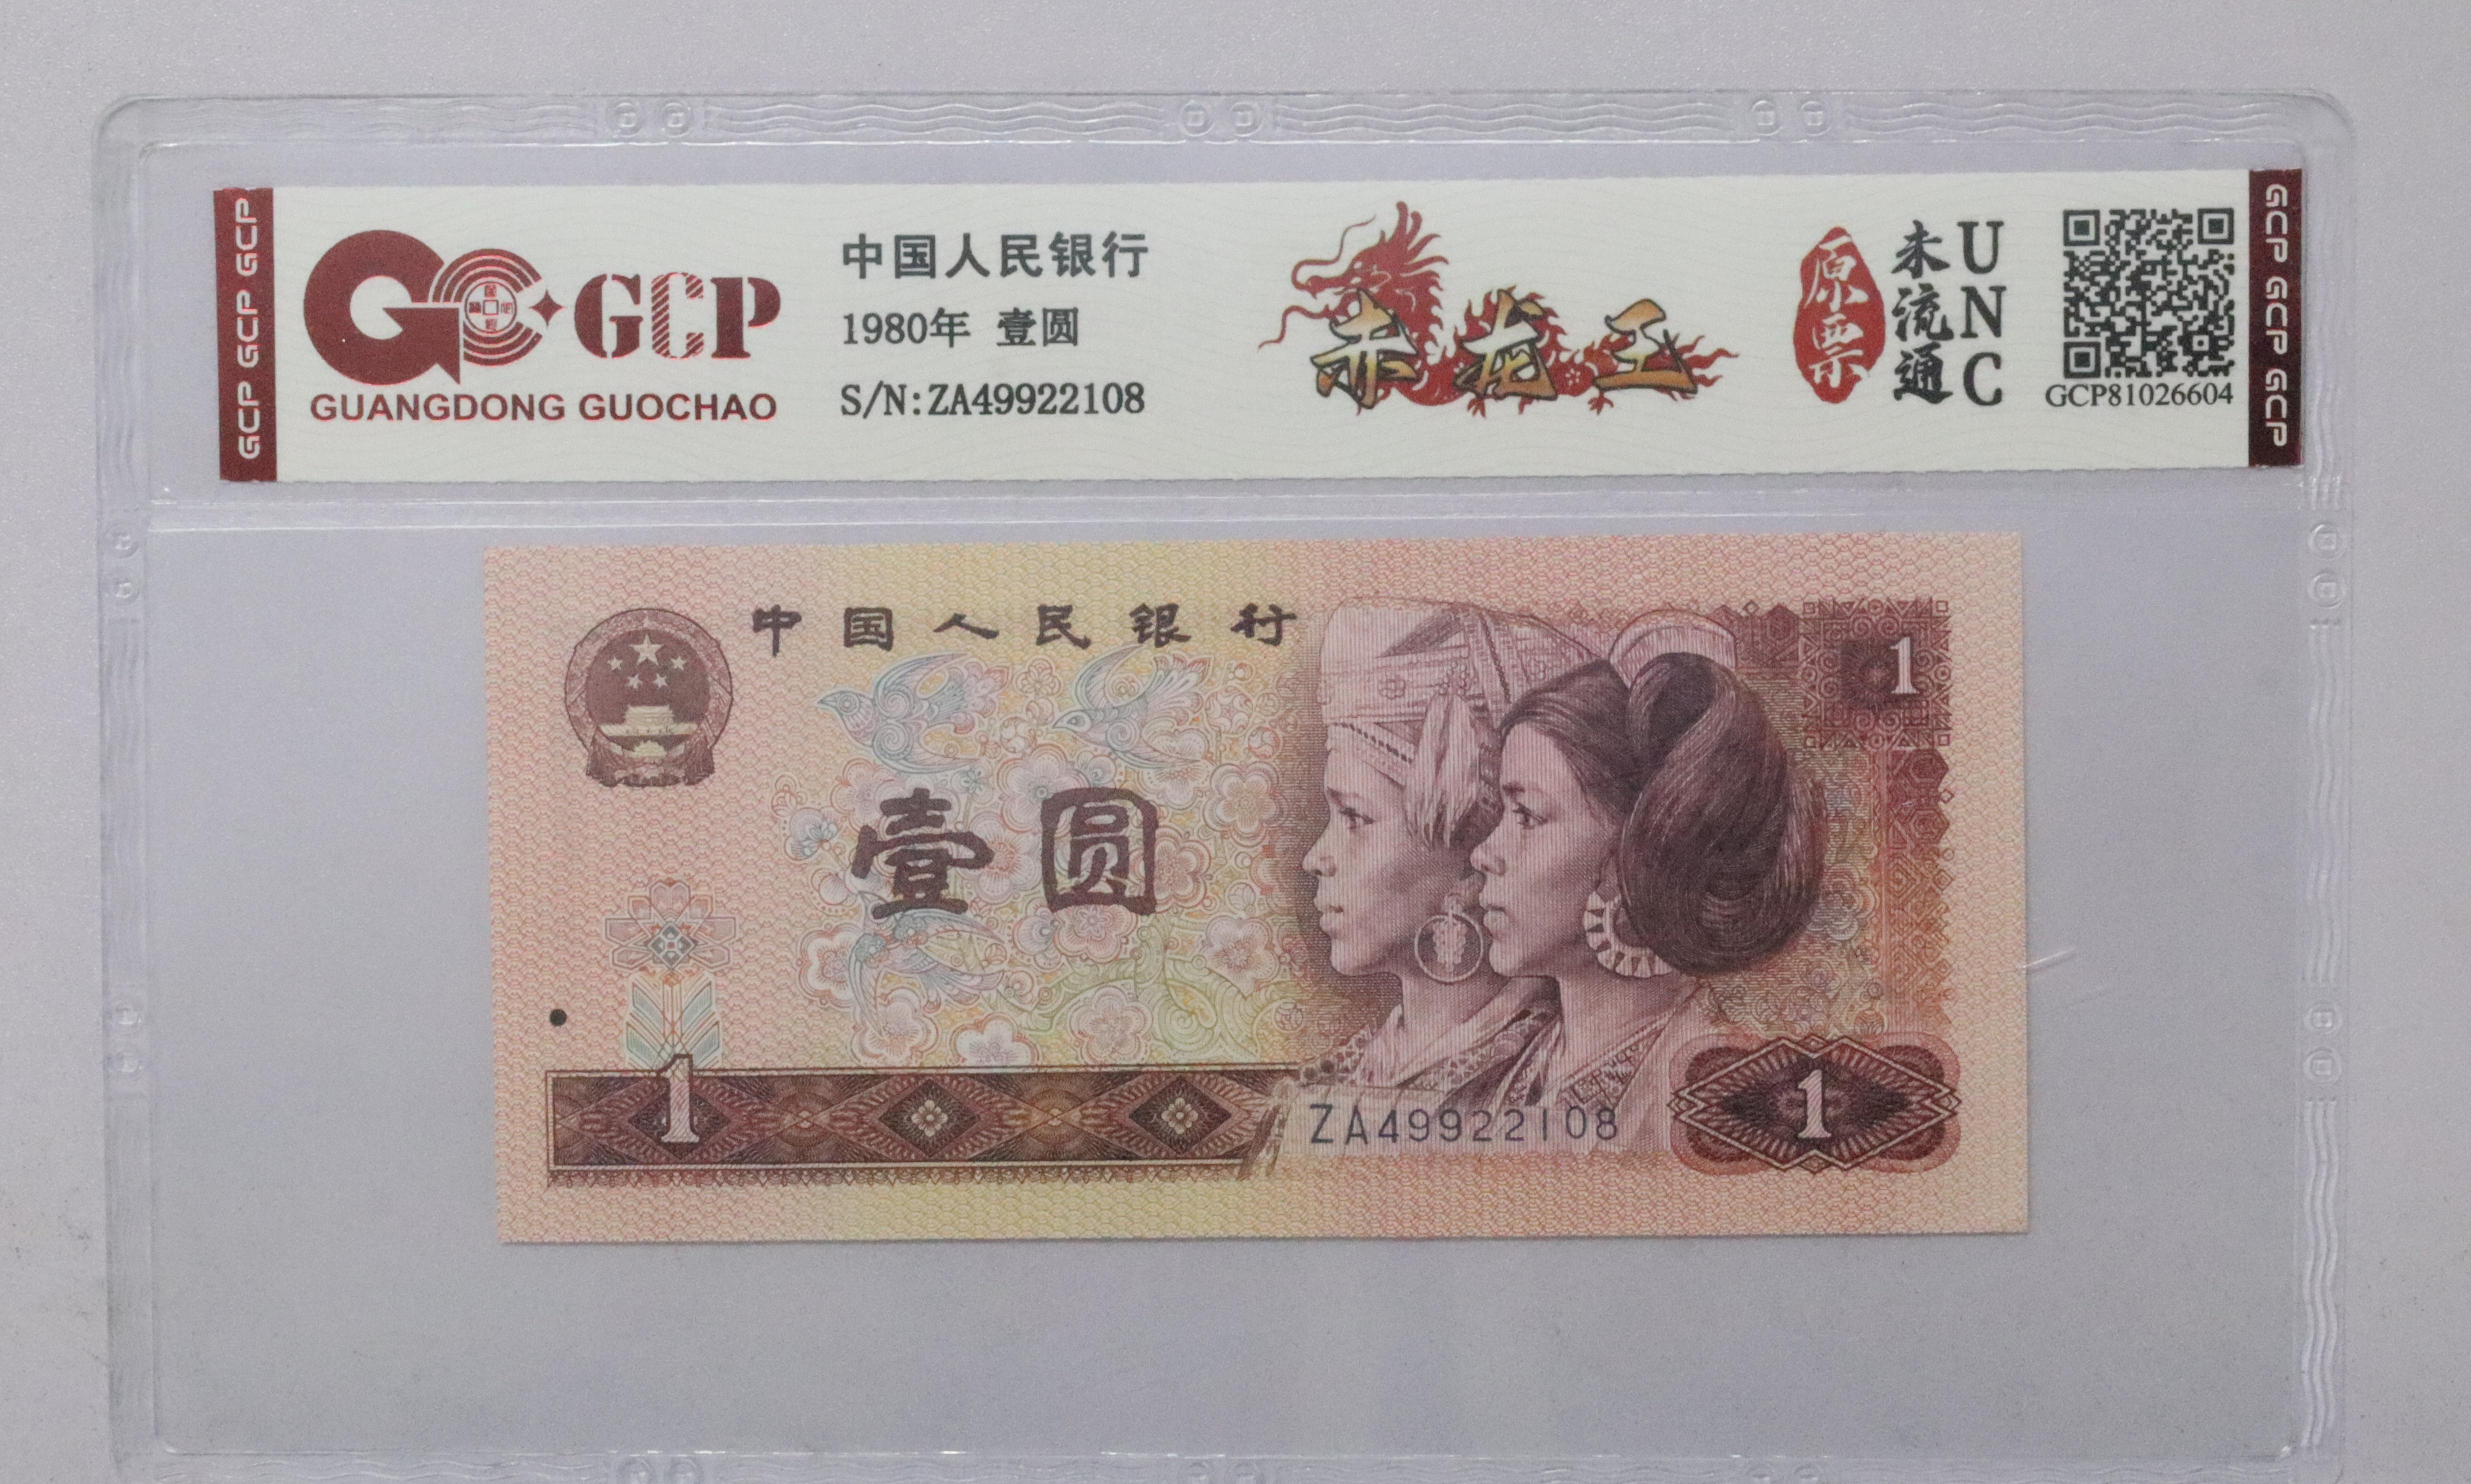 GCP GCP GCP
GCP
GUANGDONG GUOCHAO
中国人民银行
1980年 壹圆
S/N:ZA49922108
赤龙王
原票
未流通
UNC
GCP81026604
GCP GCP GCP
中国人民银行
1
壹圆
1
ZA49922108
1